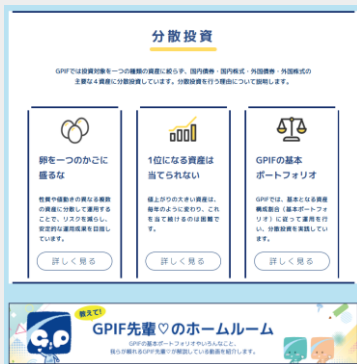 分散投資
GPIFでは投資対象を一つの種類の資産に絞らず、国内債券・国内株式・外国債券・外国株式の
主要な4資産に分散投資しています。分散投資を行う理由について説明します。
卵を一つのかごに
盛るな
性質や値動きの異なる複数
の資産に分散して運用する
ことで、リスクを減らし、
安定的な運用成果を目指し
ています。
詳しく見る
1位になる資産は
当てられない
値上がりの大きい資産は、
毎年のように変わり、これ
を当て続けるのは困難で
す。
詳しく見る
GPIFの基本
ポートフォリオ
GPIFでは、基本となる資産
構成割合（基本ポートフォ
リオ）に従って運用を行
い、分散投資を実践してい
ます。
詳しく見る
教えて!
GPIF先輩♡のホームルーム
GPIFの基本ポートフォリオやいろんなこと、
我らが頼れるGPIF先輩♡が解説している動画を紹介します。